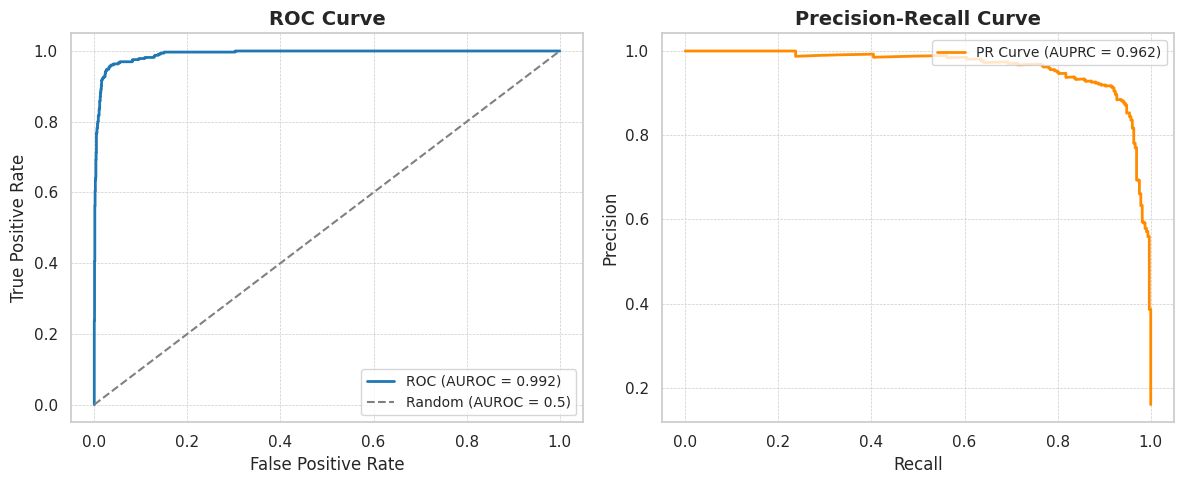 ROC Curve
1.0
0.8
0.6
0.4
0.2
0.0
True Positive Rate
0.0 0.2 0.4 0.6 0.8 1.0
False Positive Rate
ROC (AUROC = 0.992)
Random (AUROC = 0.5)
Precision-Recall Curve
1.0
0.8
0.6
0.4
0.2
Precision
0.0 0.2 0.4 0.6 0.8 1.0
Recall
PR Curve (AUPRC = 0.962)